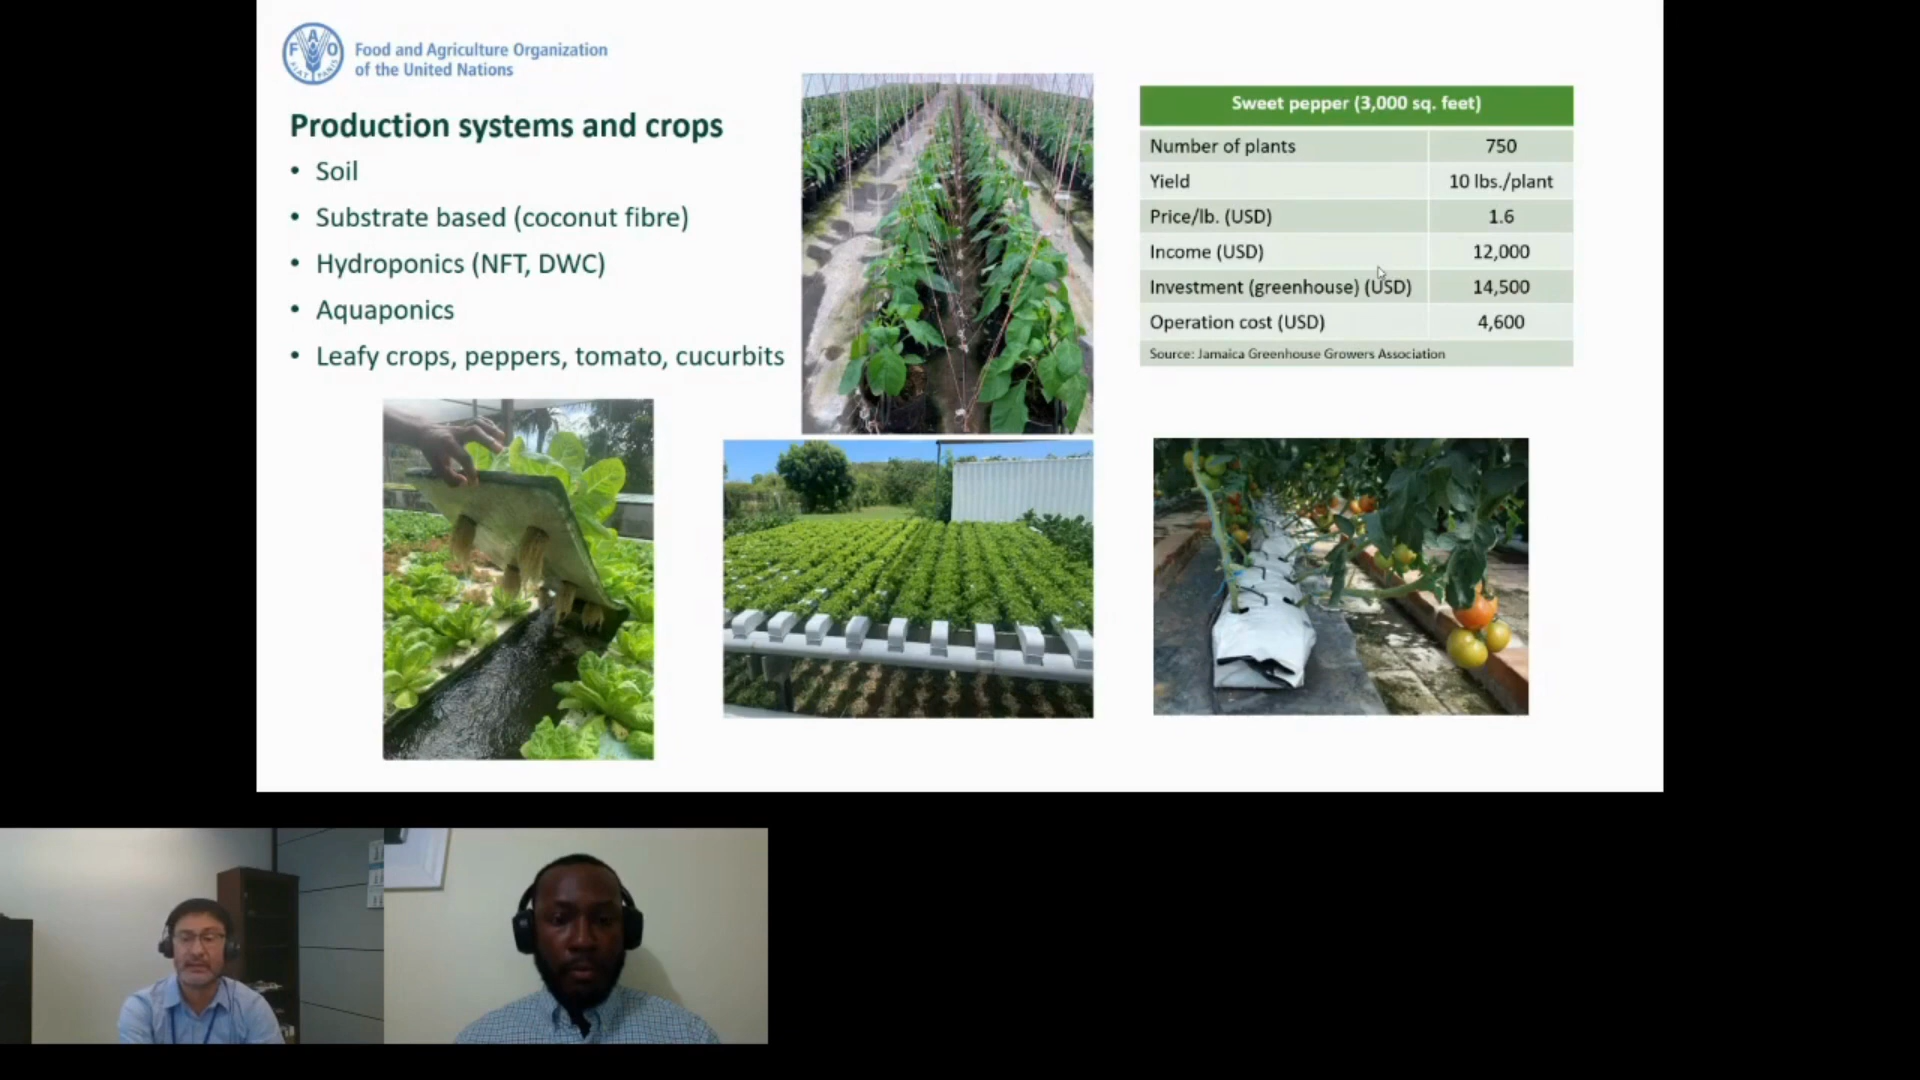 FAO
FIAT PANIS
Food and Agriculture Organization
of the United Nations
Production systems and crops
• Soil
• Substrate based (coconut fibre)
• Hydroponics (NFT, DWC)
• Aquaponics
• Leafy crops, peppers, tomato, cucurbits
Sweet pepper (3,000 sq. feet)
Number of plants 750
Yield 10 lbs./plant
Price/lb. (USD) 1.6
Income (USD) 12,000
Investment (greenhouse) (USD) 14,500
Operation cost (USD) 4,600
Source: Jamaica Greenhouse Growers Association